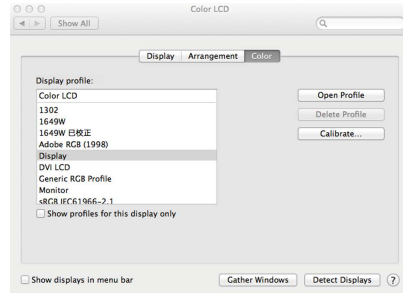 Color LCD
Show All
Display Arrangement Color
Display profile:
Color LCD
1302
1649W
1649W 已校正
Adobe RGB (1998)
Display
DVI LCD
Generic RGB Profile
Monitor
sRGB IEC61966-2.1
Open Profile
Delete Profile
Calibrate...
Show profiles for this display only
Show displays in menu bar
Gather Windows
Detect Displays
?